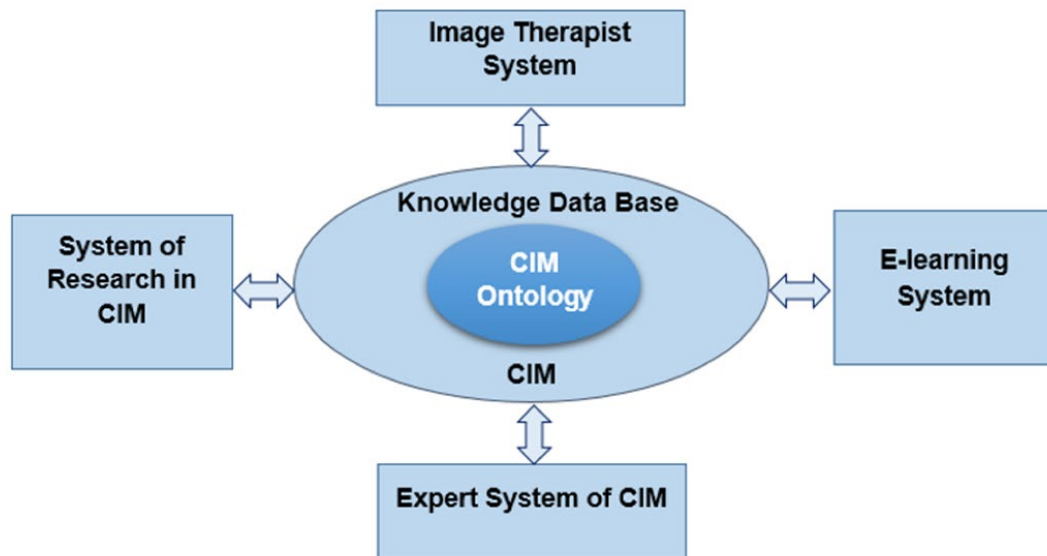 Image Therapist
System
Knowledge Data Base
System of
Research in
CIM
CIM
Ontology
E-learning
System
CIM
Expert System of CIM